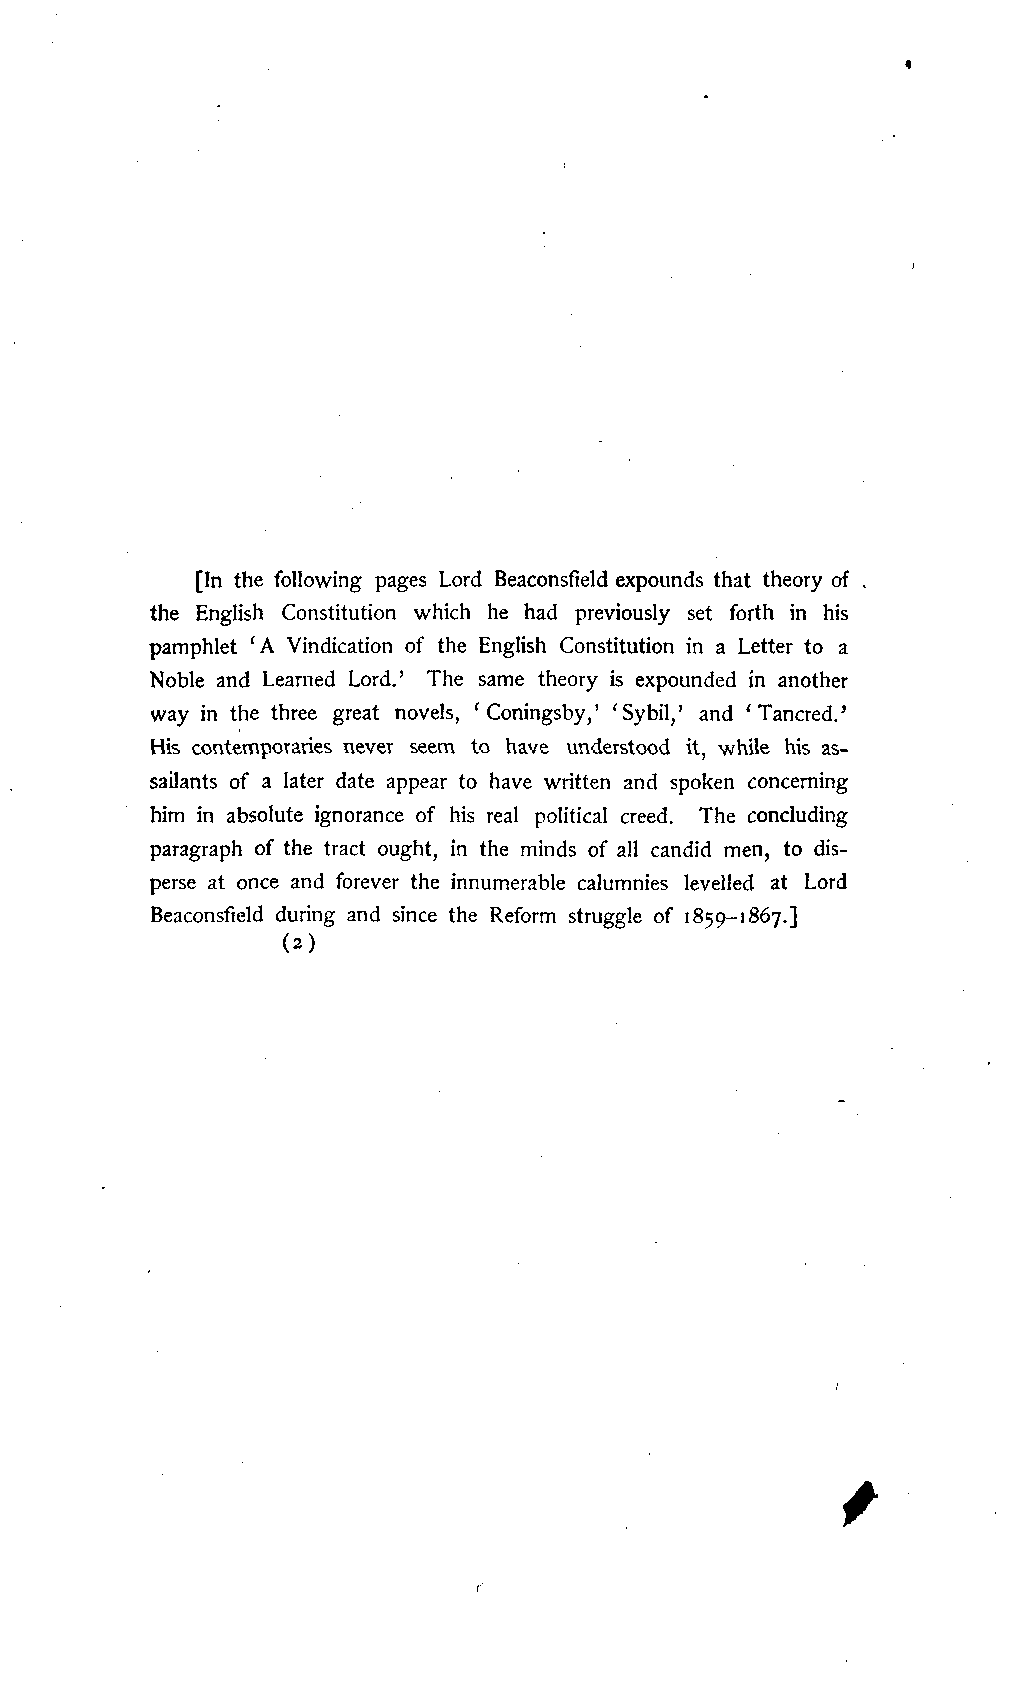 [In the following pages Lord Beaconsfield expounds that theory of
the English Constitution which he had previously set forth in his
pamphlet ‘A Vindication of the English Constitution in a Letter to a
Noble and Learned Lord.’ The same theory is expounded in another
way in the three great novels, ‘Coningsby,’ ‘Sybil,’ and ‘Tancred.’
His contemporaries never seem to have understood it, while his as-
sailants of a later date appear to have written and spoken concerning
him in absolute ignorance of his real political creed. The concluding
paragraph of the tract ought, in the minds of all candid men, to dis-
perse at once and forever the innumerable calumnies levelled at Lord
Beaconsfield during and since the Reform struggle of 1859–1867.]
(2)